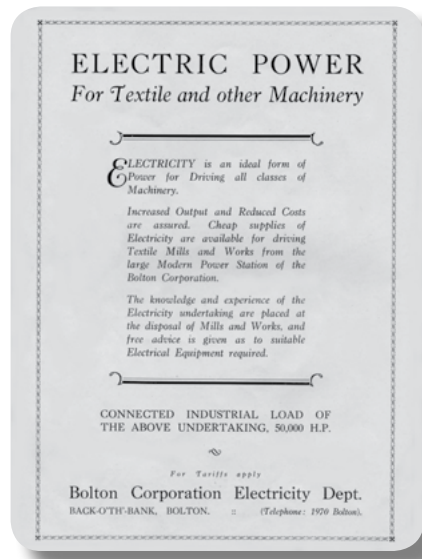 ELECTRIC POWER
For Textile and other Machinery
ELECTRICITY is an ideal form of
Power for Driving all classes of
Machinery.
Increased Output and Reduced Costs
are assured. Cheap supplies of
Electricity are available for driving
Textile Mills and Works from the
large Modern Power Station of the
Bolton Corporation.
The knowledge and experience of the
Electricity undertaking are placed at
the disposal of Mills and Works, and
free advice is given as to suitable
Electrical Equipment required.
CONNECTED INDUSTRIAL LOAD OF
THE ABOVE UNDERTAKING, 50,000 H.P.
For Tariffs apply
Bolton Corporation Electricity Dept.
BACK-O'TH'-BANK, BOLTON. :: (Telephone: 1970 Bolton).